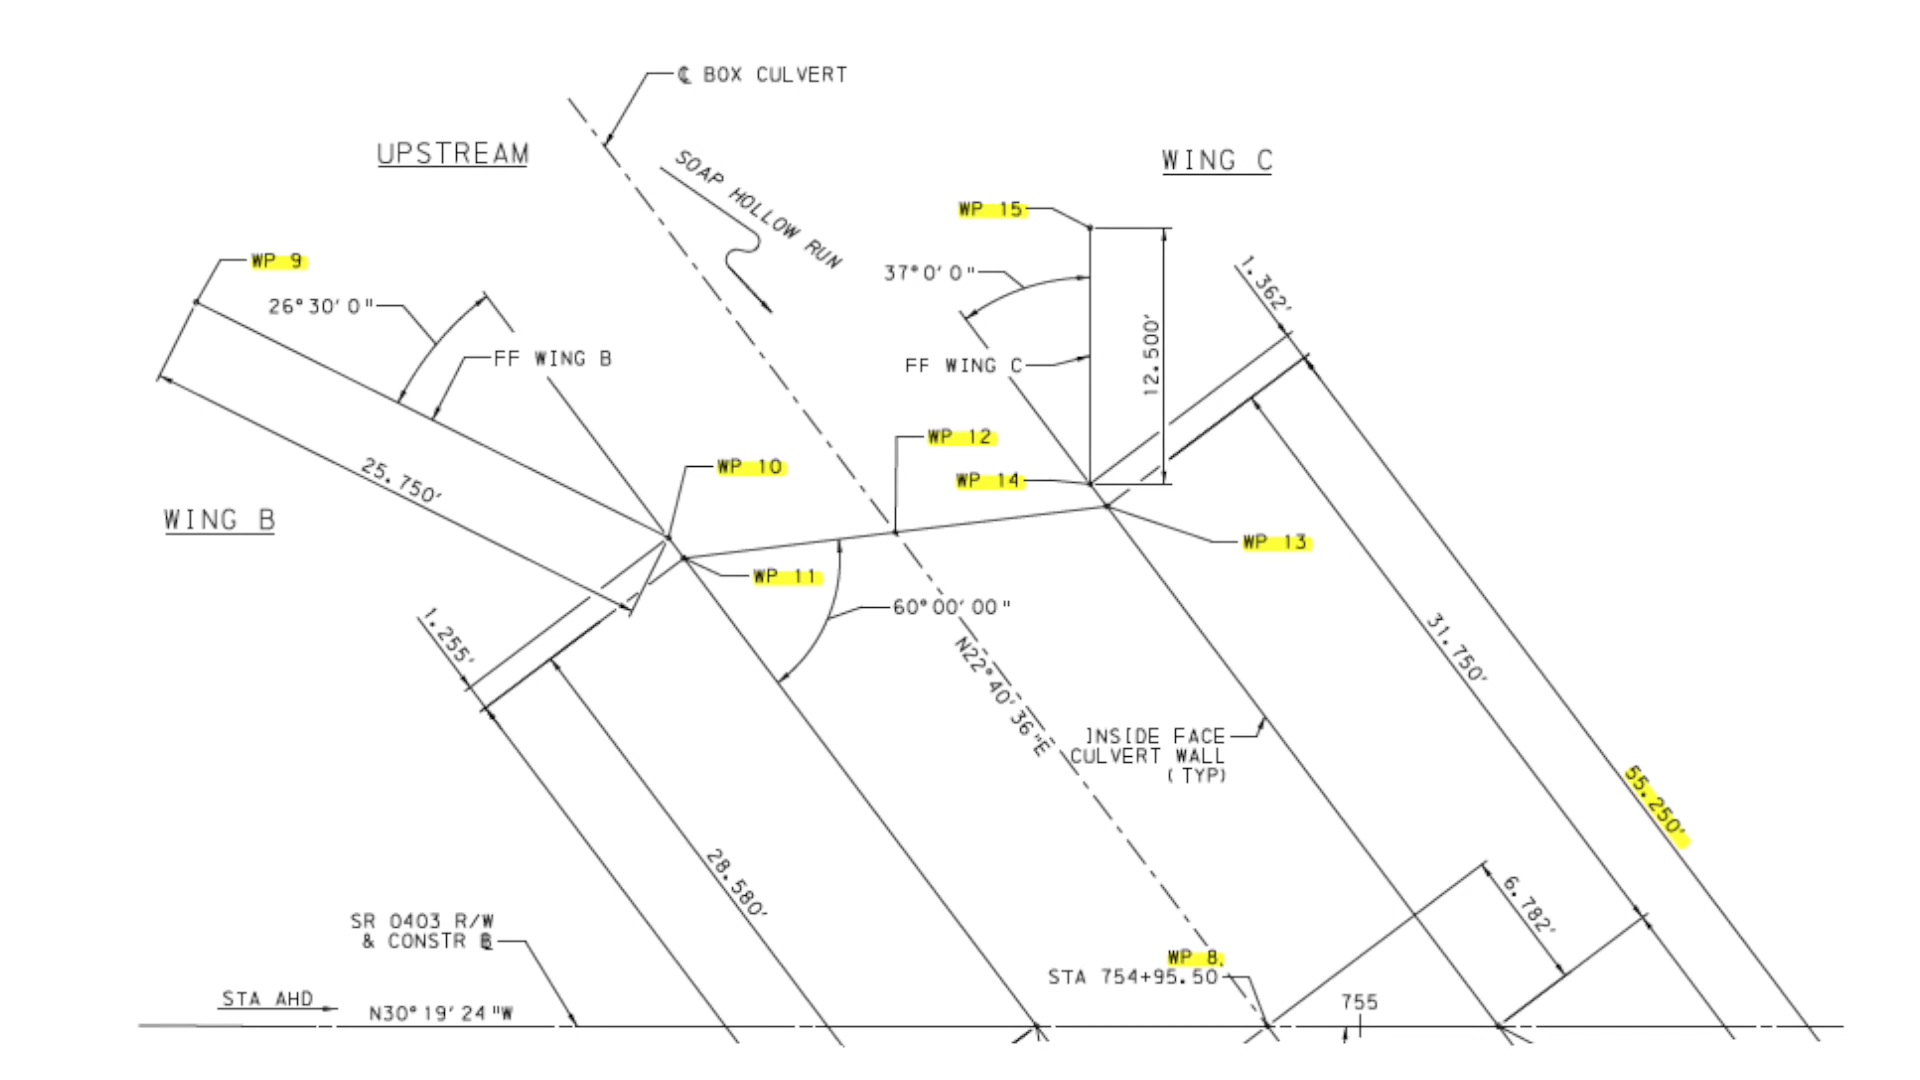 ℄ BOX CULVERT
UPSTREAM
SOAP HOLLOW RUN
WING C
WP 15
WP 9
26°30'0"
37°0'0"
1.362'
FF WING B
FF WING C
12.500'
WP 12
WP 10
WP 14
25.750'
WING B
WP 13
WP 11
60°00'00"
1.255'
N22°40'36"E
31.750'
INSIDE FACE
CULVERT WALL
(TYP)
55.250'
28.580'
6.782'
SR 0403 R/W
& CONSTR ℄
WP 8
STA 754+95.50
STA AHD
N30°19'24"W
755